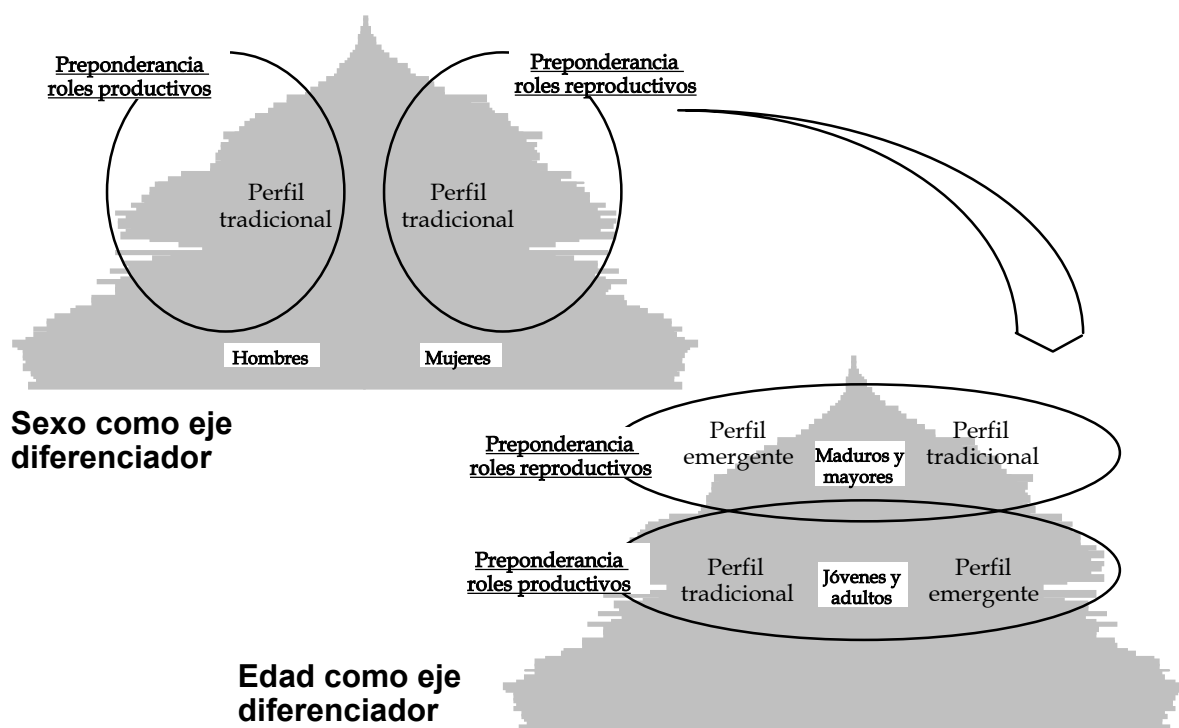 Preponderancia
roles productivos
Preponderancia
roles reproductivos
Perfil
tradicional
Perfil
tradicional
Hombres
Mujeres
Sexo como eje
diferenciador
Preponderancia
roles reproductivos
Perfil
emergente
Maduros y
mayores
Perfil
tradicional
Preponderancia
roles productivos
Perfil
tradicional
Jóvenes y
adultos
Perfil
emergente
Edad como eje
diferenciador